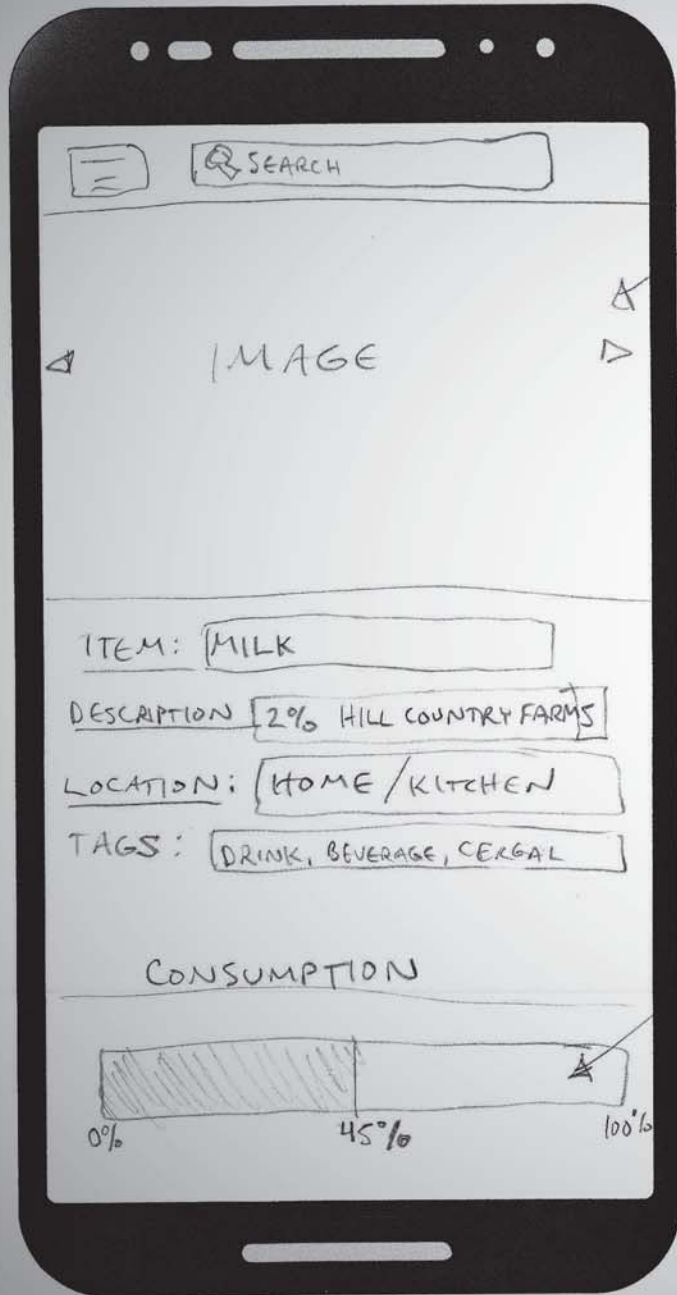 SEARCH
IMAGE
ITEM: MILK
DESCRIPTION 2% HILL COUNTRY FARMS
LOCATION: HOME/KITCHEN
TAGS: DRINK, BEVERAGE, CEREAL
CONSUMPTION
0% 45% 100%